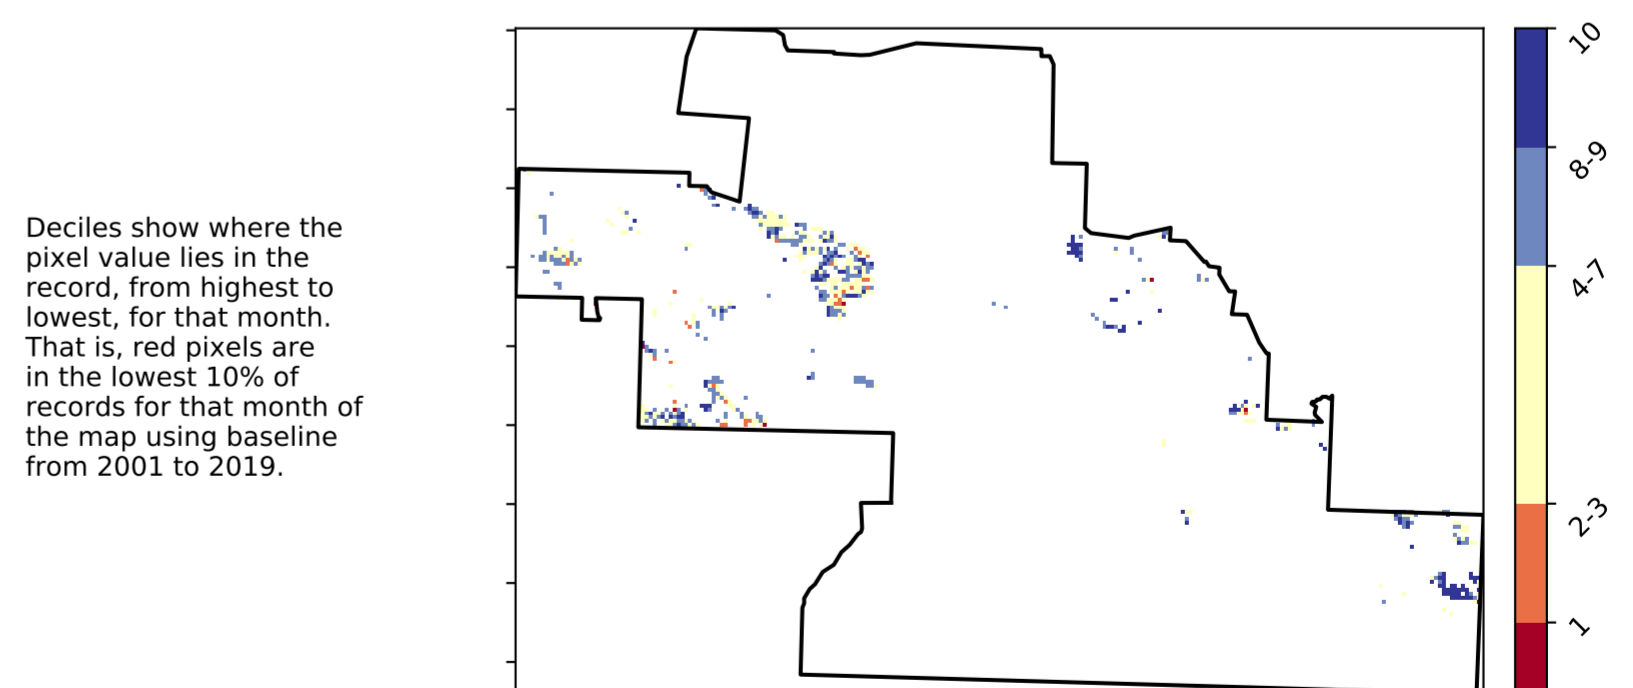 Deciles show where the
pixel value lies in the
record, from highest to
lowest, for that month.
That is, red pixels are
in the lowest 10% of
records for that month of
the map using baseline
from 2001 to 2019.
10
8-9
4-7
2-3
1